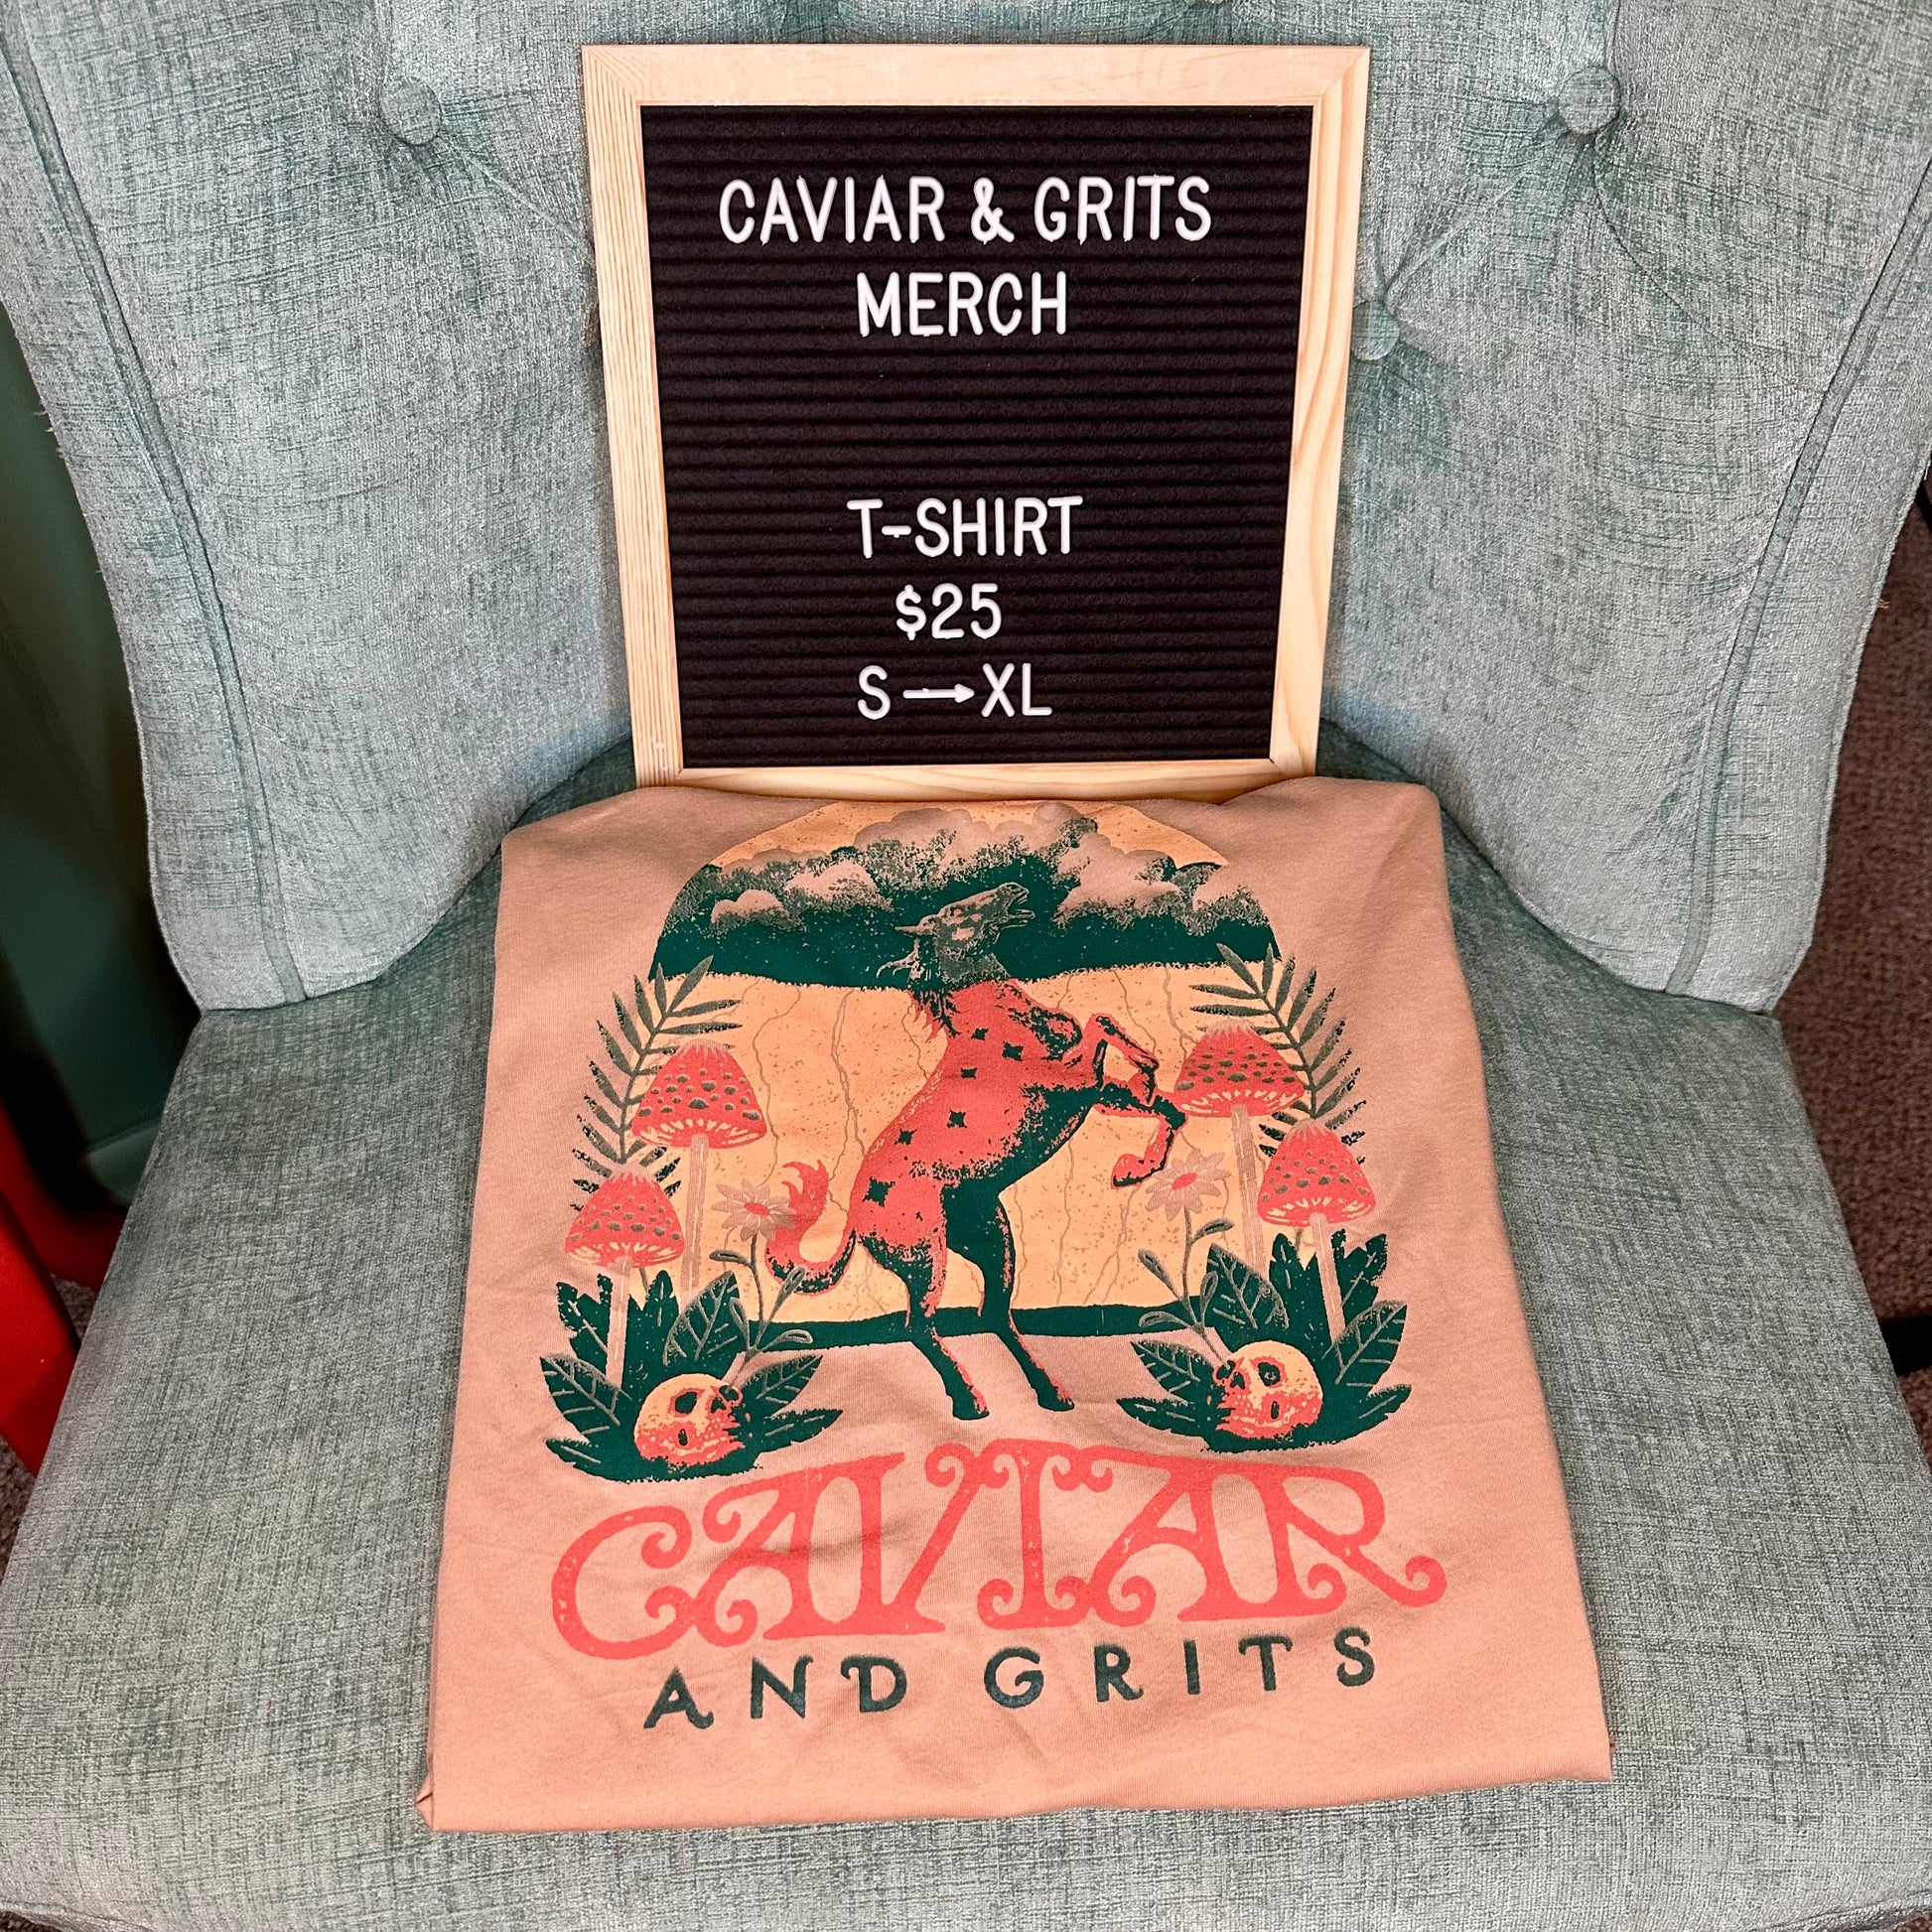 CAVIAR & GRITS
MERCH
T-SHIRT
$25
S→XL
CAVIAR
AND GRITS